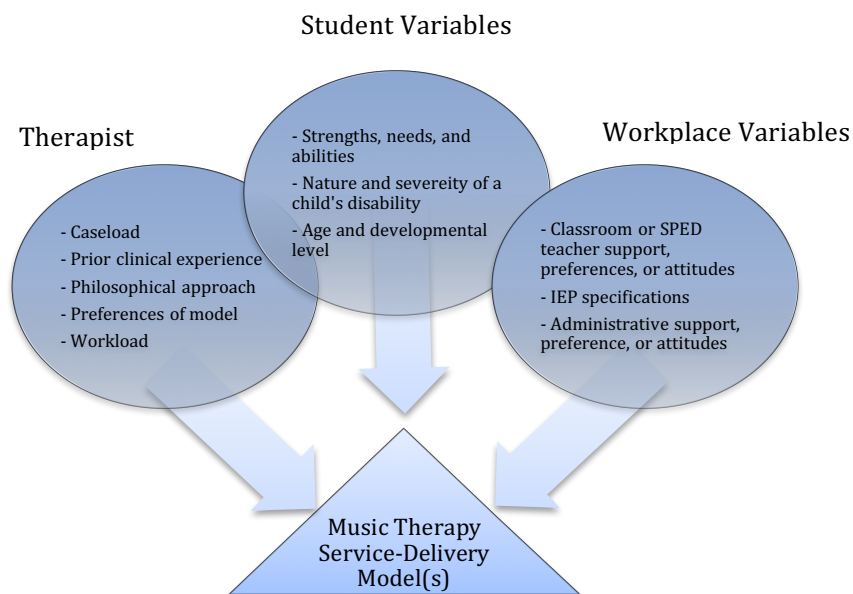 Student Variables
Therapist
Workplace Variables
- Strengths, needs, and
abilities
- Nature and severeity of a
child's disability
- Age and developmental
level
- Caseload
- Prior clinical experience
- Philosophical approach
- Preferences of model
- Workload
- Classroom or SPED
teacher support,
preferences, or attitudes
- IEP specifications
- Administrative support,
preference, or attitudes
Music Therapy
Service-Delivery
Model(s)